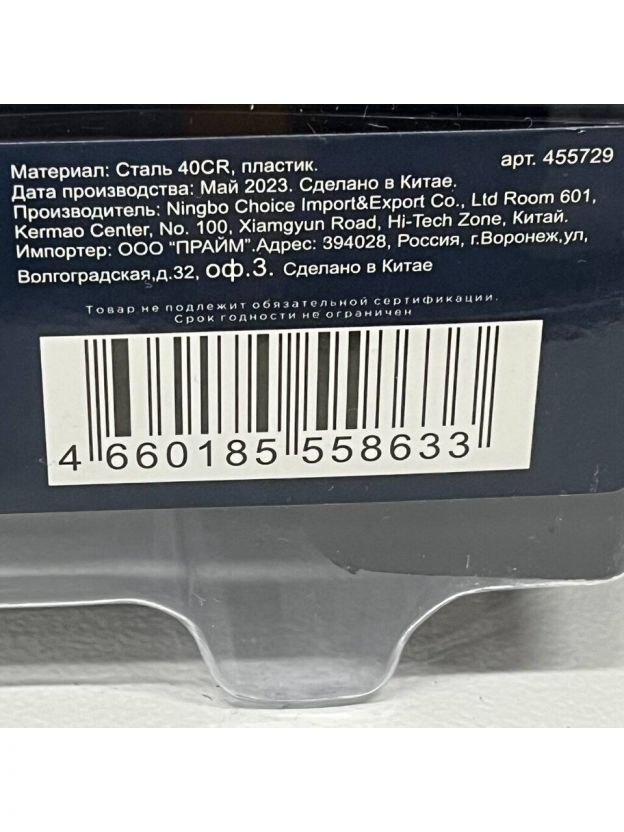 арт. 455729
Материал: Сталь 40CR, пластик.
Дата производства: Май 2023. Сделано в Китае.
Производитель: Ningbo Choice Import&Export Co., Ltd Room 601,
Kermao Center, No. 100, Xiamgyun Road, Hi-Tech Zone, Китай.
Импортер: ООО "ПРАЙМ".Адрес: 394028, Россия, г.Воронеж,ул,
Волгоградская,д.32, оф.3. Сделано в Китае
Товар не подлежит обязательной сертификации.
Срок годности не ограничен
4 660185 558633